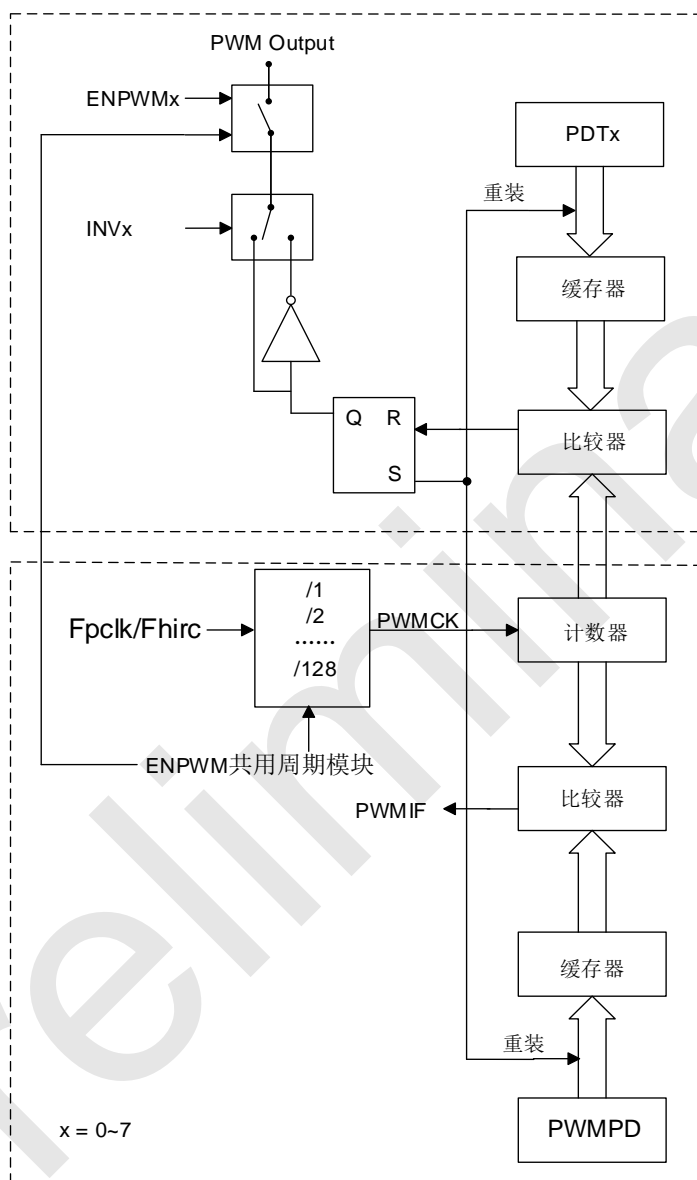 PWM Output
ENPWMx
PDTx
重装
INVx
缓存器
Q R
S
比较器
/1
/2
......
/128
Fpclk/Fhirc
PWMCK
计数器
ENPWM共用周期模块
PWMIF
比较器
缓存器
重装
x = 0~7
PWMPD
elimina